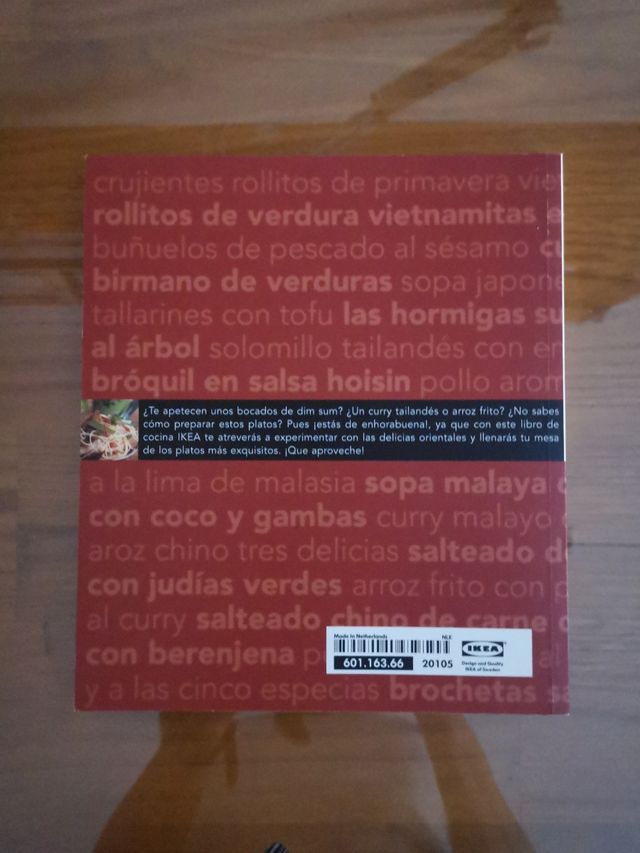 crujientes rollitos de primavera vie
rollitos de verdura vietnamitas e
buñuelos de pescado al sésamo cu
birmano de verduras sopa japone
tallarines con tofu las hormigas su
al árbol solomillo tailandés con en
bróquil en salsa hoisin pollo arom
¿Te apetecen unos bocados de dim sum? ¿Un curry tailandés o arroz frito? ¿No sabes
cómo preparar estos platos? Pues ¡estás de enhorabuena!, ya que con este libro de
cocina IKEA te atreverás a experimentar con las delicias orientales y llenarás tu mesa
de los platos más exquisitos. ¡Que aproveche!
a la lima de malasia sopa malaya
con coco y gambas curry malayo
aroz chino tres delicias salteado de
con judías verdes arroz frito con p
al curry salteado chino de carne
con berenjena
y a las cinco especias brochetas sa
Made in Netherlands NLK
601.163.66 20105
IKEA
Design and Quality
IKEA of Sweden